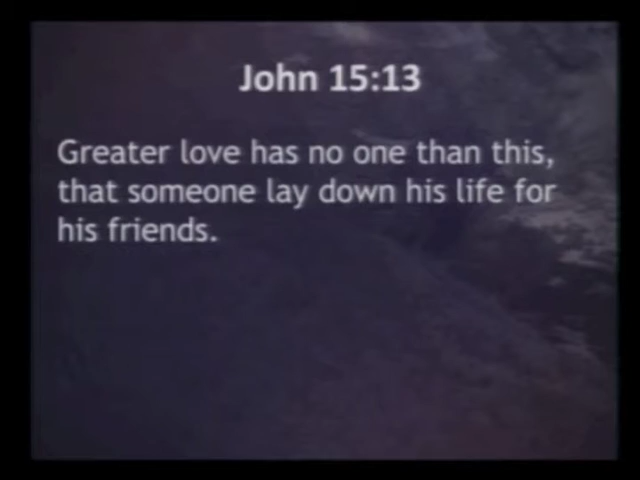 John 15:13
Greater love has no one than this,
that someone lay down his life for
his friends.